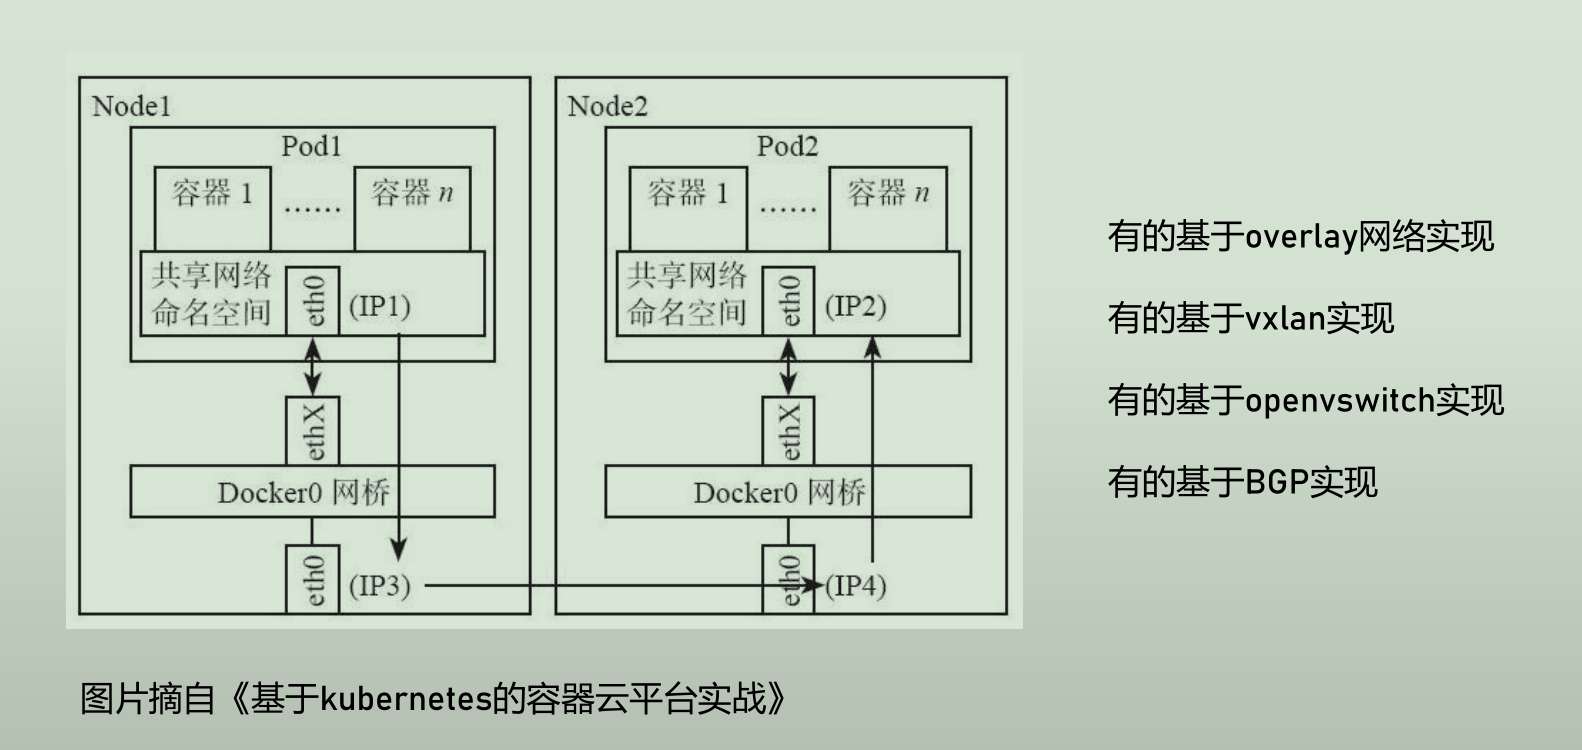 Node1
Pod1
容器 1
......
容器 n
共享网络
命名空间
eth0
(IP1)
ethX
Docker0 网桥
eth0
(IP3)
Node2
Pod2
容器 1
......
容器 n
共享网络
命名空间
eth0
(IP2)
ethX
Docker0 网桥
eth0
(IP4)
有的基于overlay网络实现
有的基于vxlan实现
有的基于openvswitch实现
有的基于BGP实现
图片摘自《基于kubernetes的容器云平台实战》